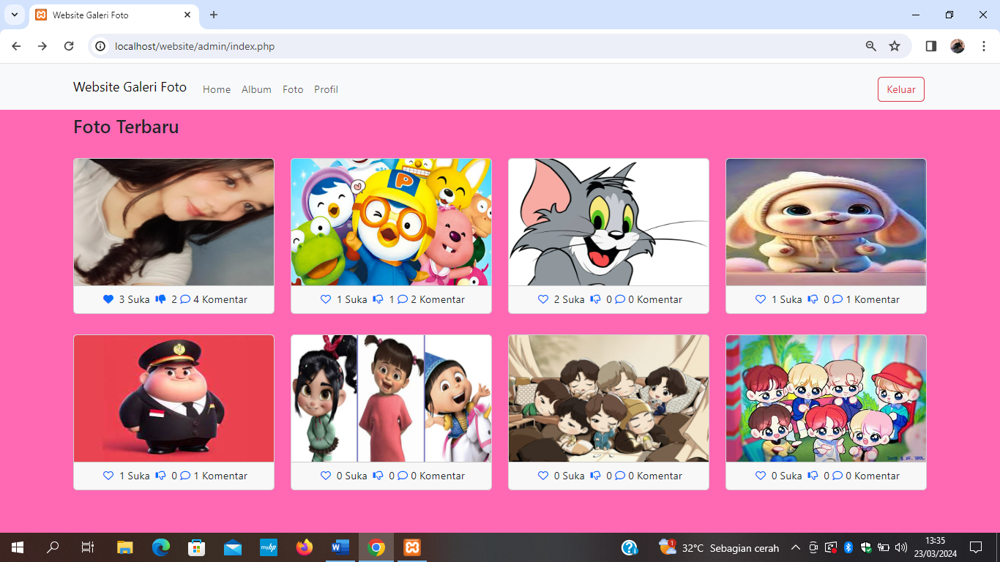 Website Galeri Foto
localhost/website/admin/index.php
Website Galeri Foto Home Album Foto Profil Keluar
Foto Terbaru
P
3 Suka 2 4 Komentar
1 Suka 1 2 Komentar
2 Suka 0 0 Komentar
1 Suka 0 1 Komentar
1 Suka 0 1 Komentar
0 Suka 0 0 Komentar
0 Suka 0 0 Komentar
0 Suka 0 0 Komentar
32°C Sebagian cerah
13:35
23/03/2024